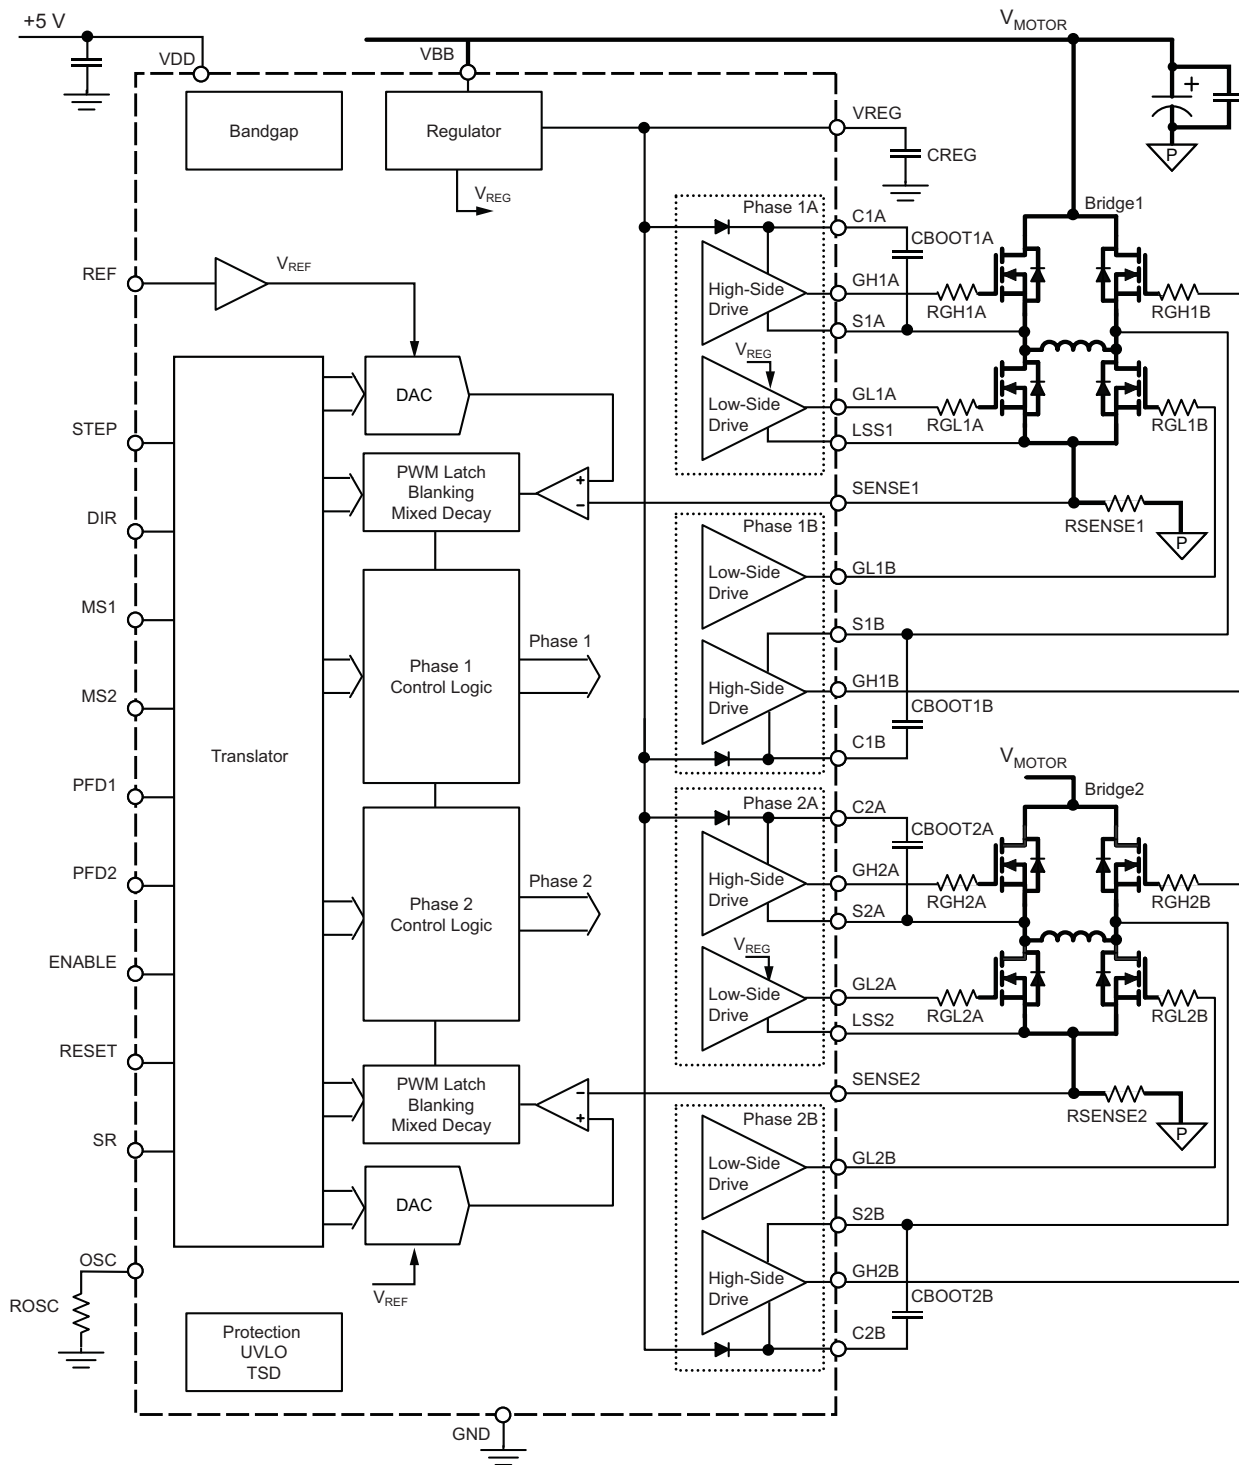 +5 V
VDD
VBB
VMOTOR
+
P
Bandgap
Regulator
VREG
VREG
CREG
Phase 1A
C1A
CBOOT1A
Bridge1
REF
VREF
High-Side
Drive
GH1A
RGH1A
RGH1B
S1A
VREG
Low-Side
Drive
GL1A
RGL1A
RGL1B
LSS1
DAC
STEP
PWM Latch
Blanking
Mixed Decay
+
−
SENSE1
RSENSE1
P
DIR
Phase 1B
Low-Side
Drive
GL1B
MS1
Phase 1
Control Logic
Phase 1
S1B
High-Side
Drive
GH1B
CBOOT1B
C1B
MS2
Translator
VMOTOR
Bridge2
PFD1
Phase 2A
C2A
CBOOT2A
PFD2
Phase 2
Control Logic
Phase 2
High-Side
Drive
GH2A
RGH2A
RGH2B
S2A
VREG
Low-Side
Drive
GL2A
RGL2A
RGL2B
LSS2
ENABLE
RESET
PWM Latch
Blanking
Mixed Decay
−
+
SENSE2
RSENSE2
P
SR
Phase 2B
Low-Side
Drive
GL2B
DAC
VREF
S2B
High-Side
Drive
GH2B
CBOOT2B
C2B
OSC
ROSC
Protection
UVLO
TSD
GND